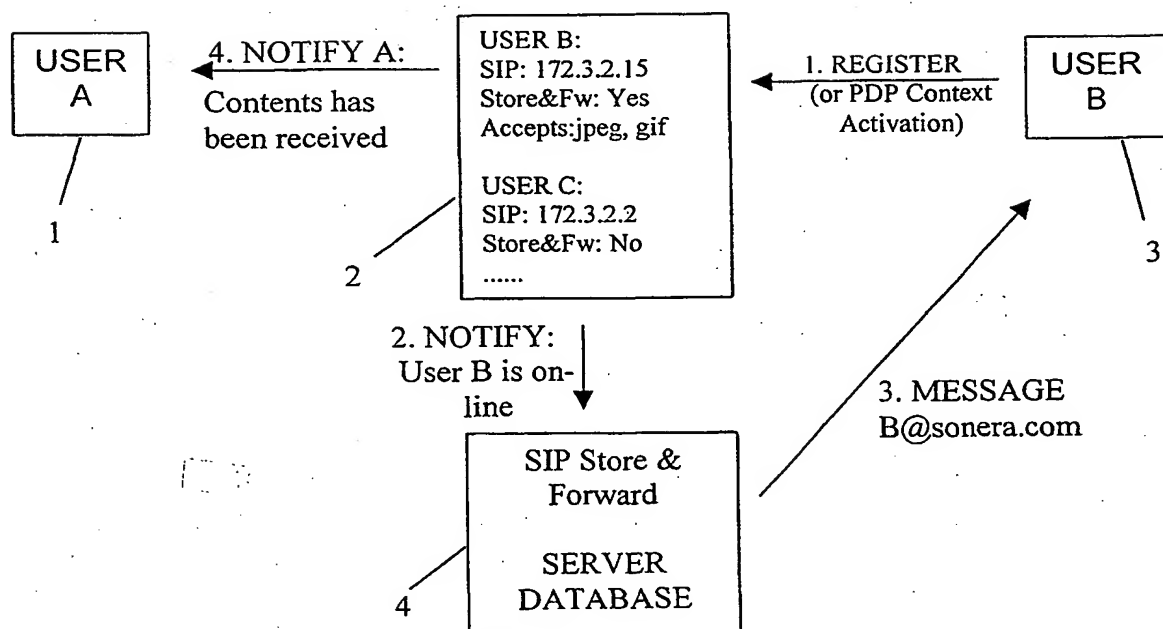 USER
A
1
4. NOTIFY A:
Contents has
been received
USER B:
SIP: 172.3.2.15
Store&Fw: Yes
Accepts:jpeg, gif
USER C:
SIP: 172.3.2.2
Store&Fw: No
......
2
1. REGISTER
(or PDP Context
Activation)
USER
B
3
2. NOTIFY:
User B is on-
line
3. MESSAGE
B@sonera.com
SIP Store &
Forward
SERVER
DATABASE
4